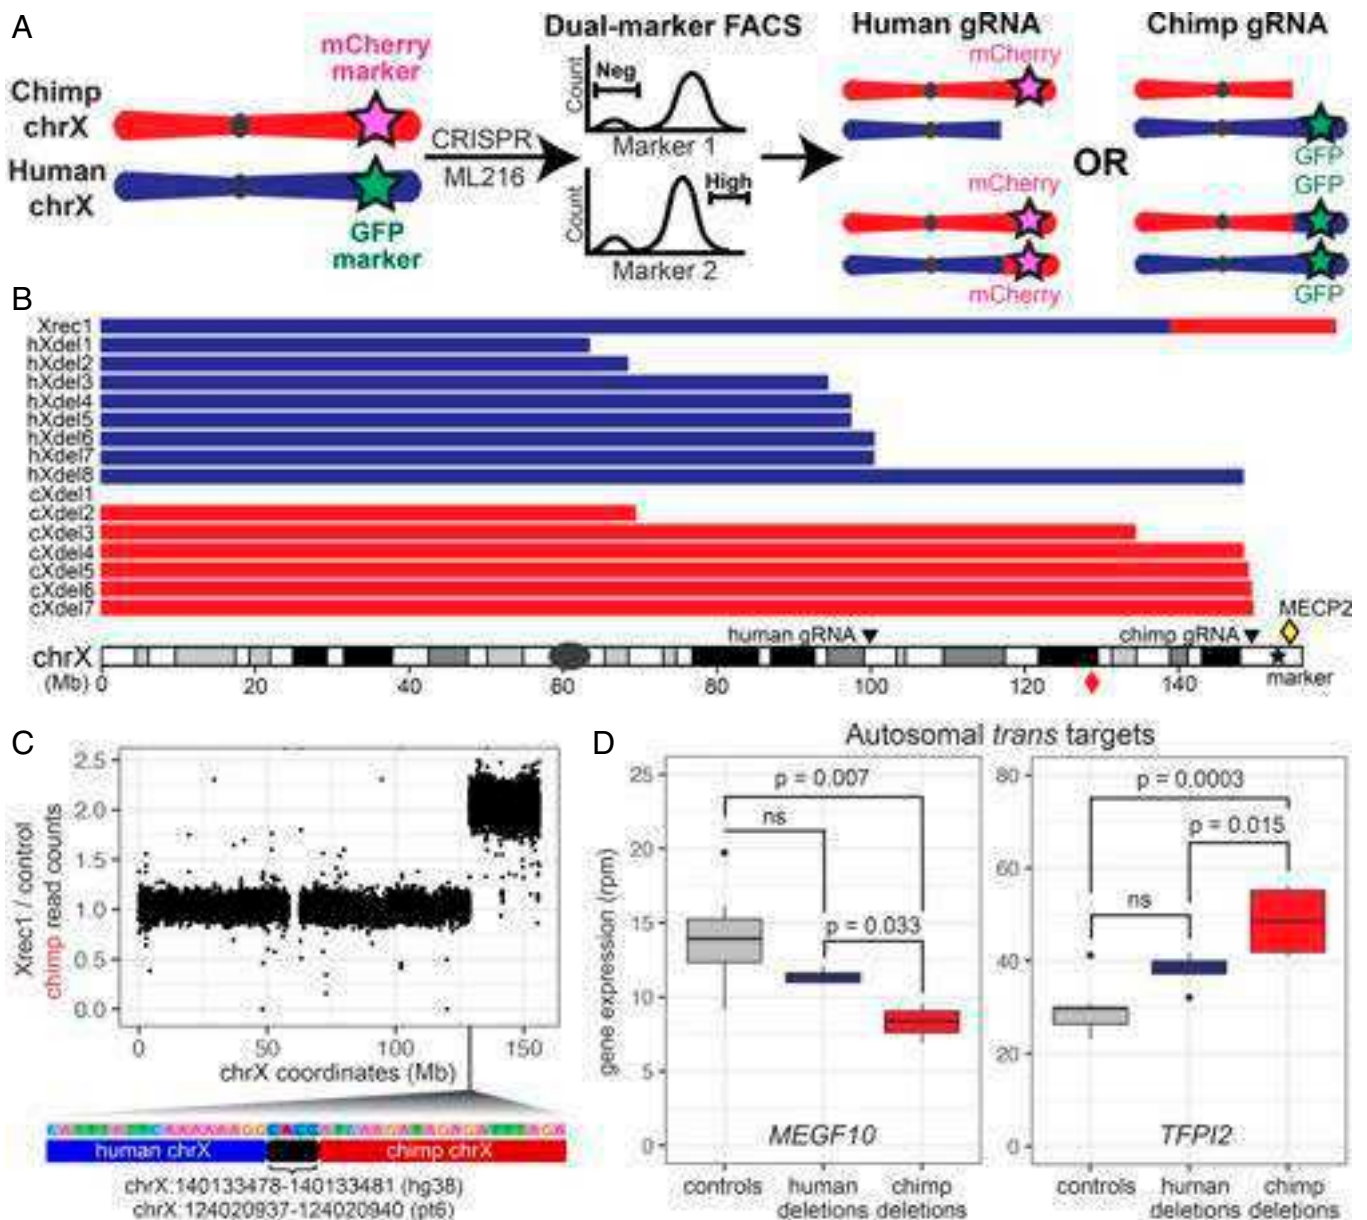 A
mCherry
marker
Chimp
chrX
Human
chrX
GFP
marker
CRISPR
ML216
Dual-marker FACS
Neg
Count
Marker 1
High
Count
Marker 2
Human gRNA
mCherry
mCherry
mCherry
OR
Chimp gRNA
GFP
GFP
GFP
B
Xrec1
hXdel1
hXdel2
hXdel3
hXdel4
hXdel5
hXdel6
hXdel7
hXdel8
cXdel1
cXdel2
cXdel3
cXdel4
cXdel5
cXdel6
cXdel7
MECP2
human gRNA
chimp gRNA
chrX
(Mb)
0 20 40 60 80 100 120 140
marker
C
Xrec1 / control
chimp read counts
2.5
2.0
1.5
1.0
0.5
0.0
0 50 100 150
chrX coordinates (Mb)
human chrX
chimp chrX
chrX:140133478-140133481 (hg38)
chrX:124020937-124020940 (pt6)
D
Autosomal trans targets
gene expression (rpm)
25
20
15
10
5
0
p = 0.007
ns
p = 0.033
MEGF10
controls
human deletions
chimp deletions
80
60
40
20
0
p = 0.0003
p = 0.015
ns
TFPI2
controls
human deletions
chimp deletions